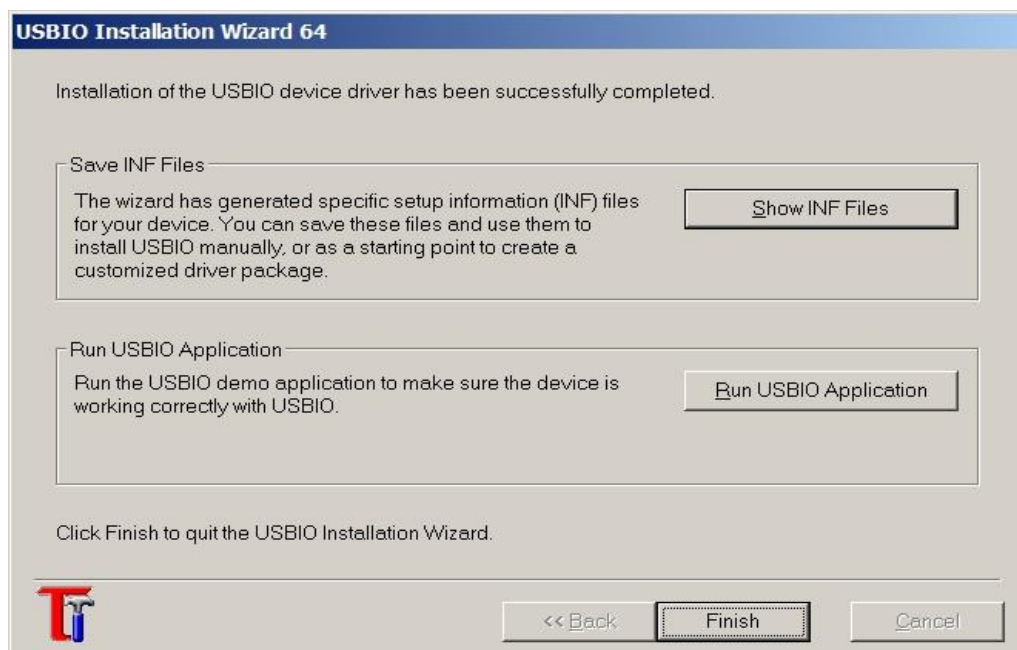 USBIO Installation Wizard 64
Installation of the USBIO device driver has been successfully completed.
Save INF Files
The wizard has generated specific setup information (INF) files
for your device. You can save these files and use them to
install USBIO manually, or as a starting point to create a
customized driver package.
Show INF Files
Run USBIO Application
Run the USBIO demo application to make sure the device is
working correctly with USBIO.
Run USBIO Application
Click Finish to quit the USBIO Installation Wizard.
<< Back
Finish
Cancel